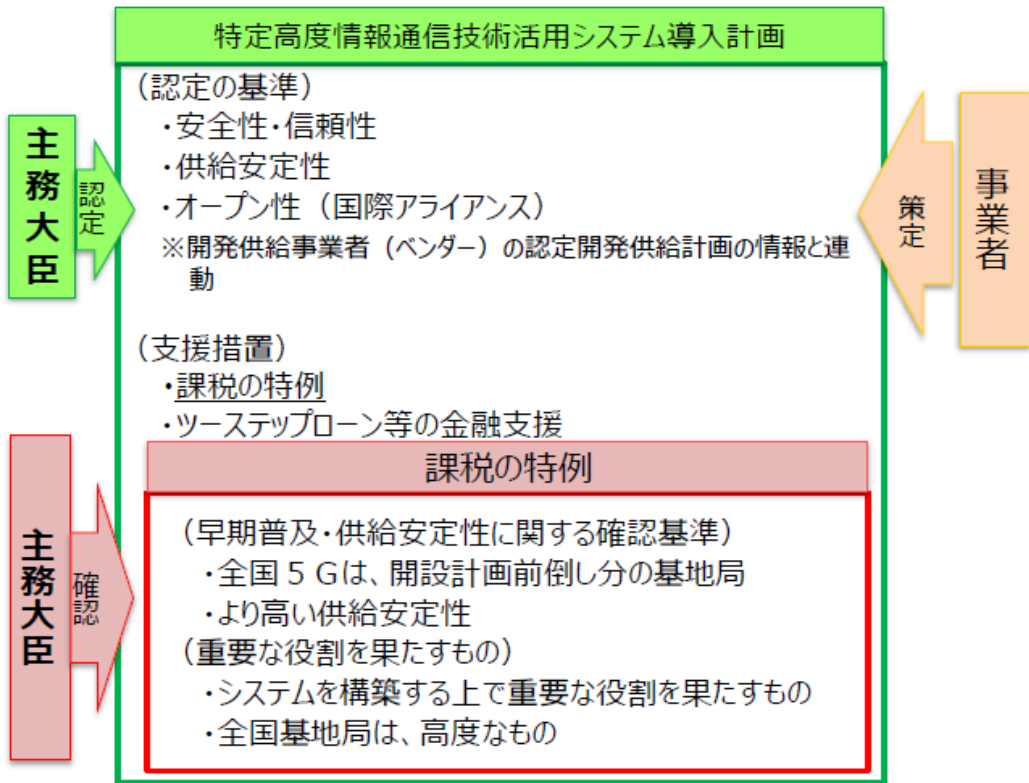 特定高度情報通信技術活用システム導入計画
（認定の基準）
・安全性・信頼性
・供給安定性
・オープン性（国際アライアンス）
※開発供給事業者（ベンダー）の認定開発供給計画の情報と連
動
主務大臣
認定
策定
事業者
（支援措置）
・課税の特例
・ツーステップローン等の金融支援
課税の特例
（早期普及・供給安定性に関する確認基準）
・全国５Ｇは、開設計画前倒し分の基地局
・より高い供給安定性
（重要な役割を果たすもの）
・システムを構築する上で重要な役割を果たすもの
・全国基地局は、高度なもの
主務大臣
確認